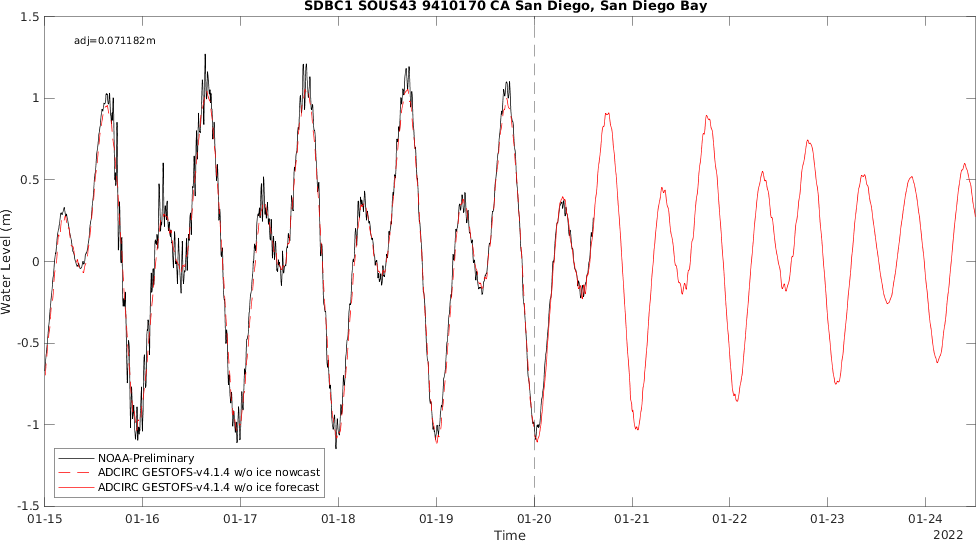 SDBC1 SOUS43 9410170 CA San Diego, San Diego Bay
adj=0.071182m
1.5
1
0.5
0
-0.5
-1
-1.5
Water Level (m)
NOAA-Preliminary
ADCIRC GESTOFS-v4.1.4 w/o ice nowcast
ADCIRC GESTOFS-v4.1.4 w/o ice forecast
01-15 01-16 01-17 01-18 01-19 01-20 01-21 01-22 01-23 01-24
Time
2022